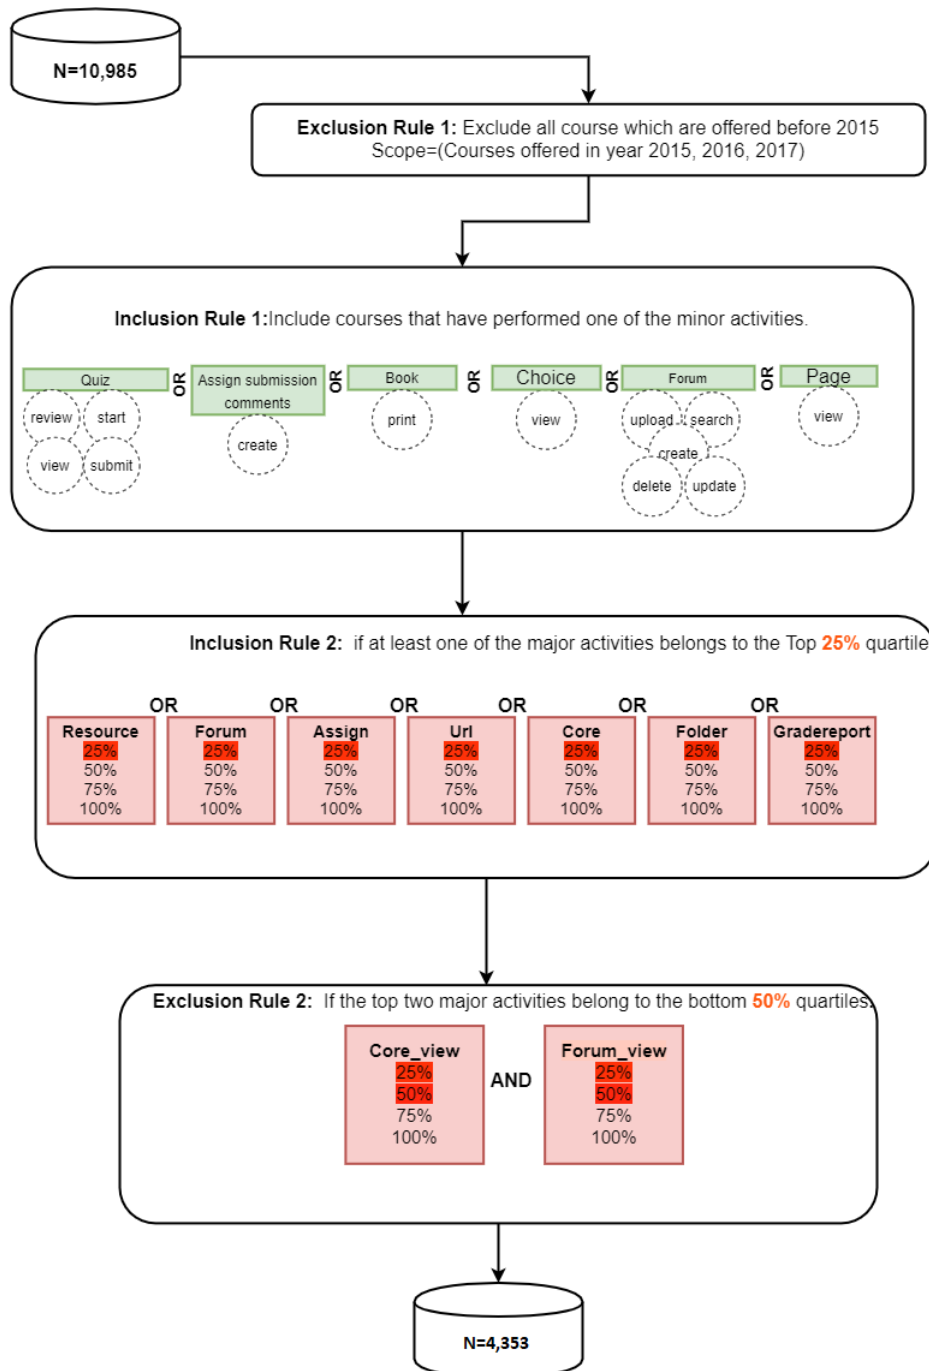 N=10,985
Exclusion Rule 1: Exclude all course which are offered before 2015
Scope=(Courses offered in year 2015, 2016, 2017)
Inclusion Rule 1:Include courses that have performed one of the minor activities.
Quiz
OR
Assign submission
comments
OR
Book
OR
Choice
OR
Forum
OR
Page
review
start
view
submit
create
print
view
upload
search
create
delete
update
view
Inclusion Rule 2: if at least one of the major activities belongs to the Top 25% quartile
OR
OR
OR
OR
OR
OR
Resource
25%
50%
75%
100%
Forum
25%
50%
75%
100%
Assign
25%
50%
75%
100%
Url
25%
50%
75%
100%
Core
25%
50%
75%
100%
Folder
25%
50%
75%
100%
Gradereport
25%
50%
75%
100%
Exclusion Rule 2: If the top two major activities belong to the bottom 50% quartiles.
Core_view
25%
50%
75%
100%
AND
Forum_view
25%
50%
75%
100%
N=4,353